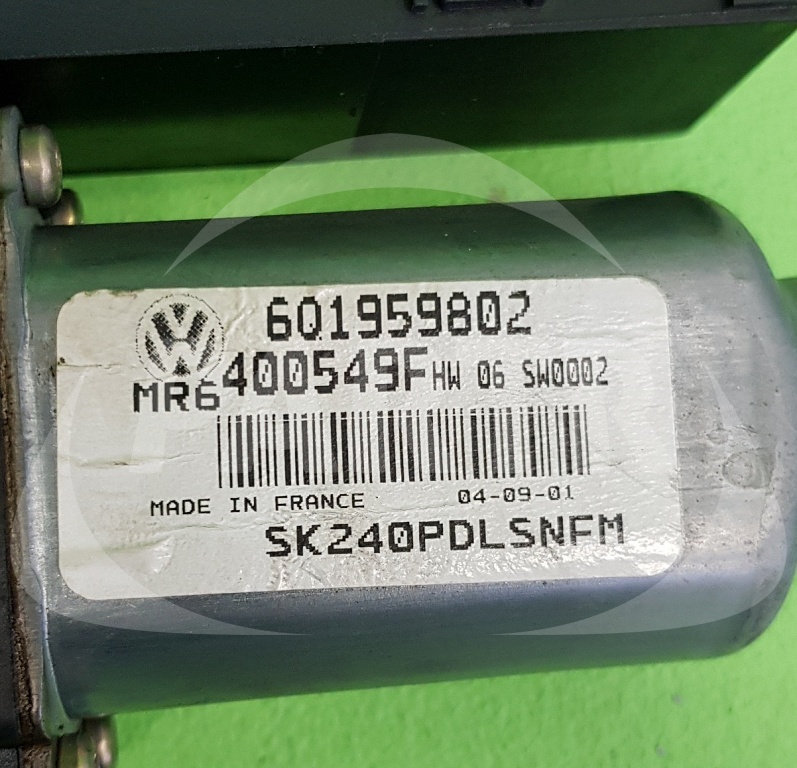 6Q1959802
MR6400549F HW 06 SW0002
MADE IN FRANCE 04-09-01
SK240PDLSNFM